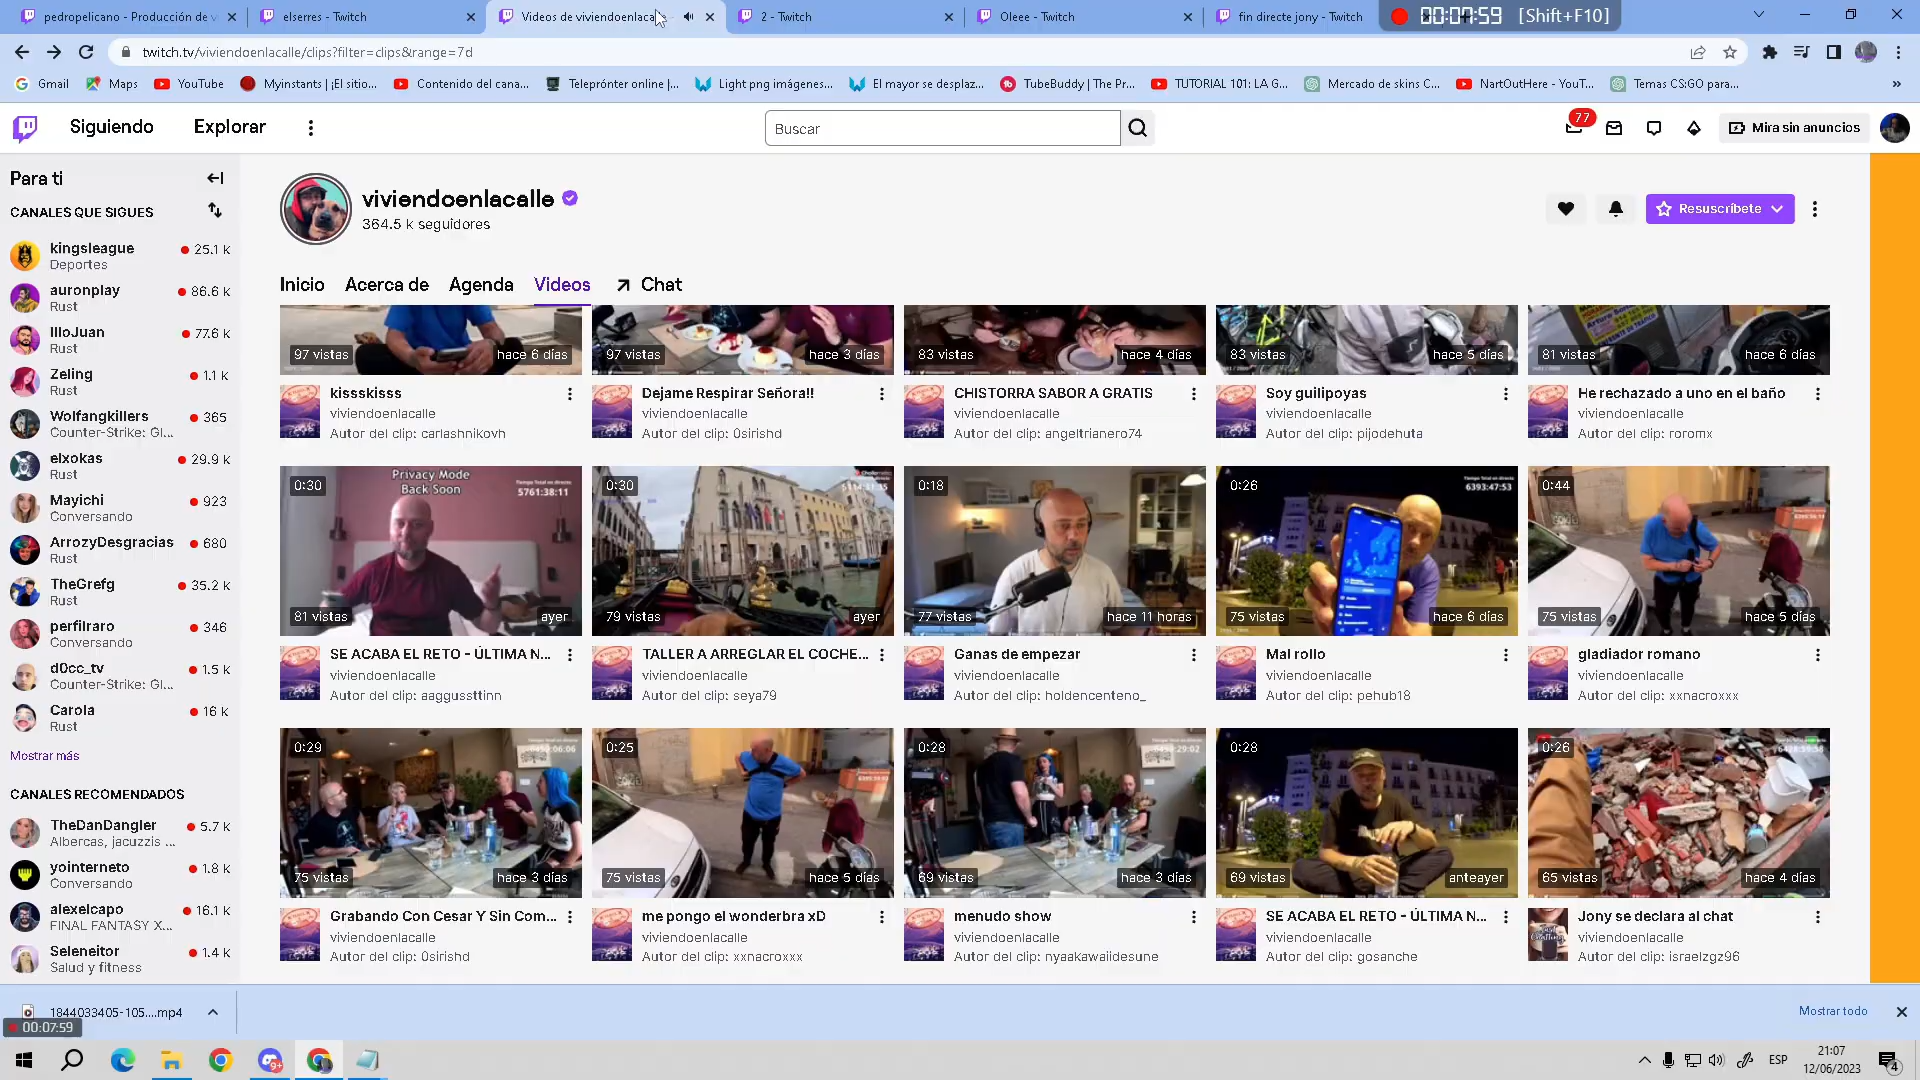 pedropelicano - Producción de v
elserres - Twitch
Videos de viviendoenlacalle
2 - Twitch
Oleee - Twitch
fin directe jony - Twitch
00:07:59 [Shift+F10]
twitch.tv/viviendoenlacalle/clips?filter=clips&range=7d
Gmail
Maps
YouTube
Myinstants | ¡El sitio...
Contenido del cana...
Teleprónter online |...
Light png imágenes...
El mayor se desplaz...
TubeBuddy | The Pr...
TUTORIAL 101: LA G...
Mercado de skins C...
NartOutHere - YouT...
Temas CS:GO para...
Siguiendo
Explorar
Buscar
77
Mira sin anuncios
Para ti
CANALES QUE SIGUES
kingsleague 25.1 k
Deportes
auronplay 86.6 k
Rust
IlloJuan 77.6 k
Rust
Zeling 1.1 k
Rust
Wolfangkillers 365
Counter-Strike: Gl...
elxokas 29.9 k
Rust
Mayichi 923
Conversando
ArrozyDesgracias 680
Rust
TheGrefg 35.2 k
Rust
perfilraro 346
Conversando
d0cc_tv 1.5 k
Counter-Strike: Gl...
Carola 16 k
Rust
Mostrar más
CANALES RECOMENDADOS
TheDanDangler 5.7 k
Albercas, jacuzzis ...
yointerneto 1.8 k
Conversando
alexelcapo 16.1 k
FINAL FANTASY X...
Seleneitor 1.4 k
Salud y fitness
viviendoenlacalle
364.5 k seguidores
Resuscríbete
Inicio Acerca de Agenda Videos Chat
97 vistas hace 6 días
97 vistas hace 3 días
83 vistas hace 4 días
83 vistas hace 5 días
81 vistas hace 6 días
kissskisss
viviendoenlacalle
Autor del clip: carlashnikovh
Dejame Respirar Señora!!
viviendoenlacalle
Autor del clip: 0sirishd
CHISTORRA SABOR A GRATIS
viviendoenlacalle
Autor del clip: angeltrianero74
Soy guilipoyas
viviendoenlacalle
Autor del clip: pijodehuta
He rechazado a uno en el baño
viviendoenlacalle
Autor del clip: roromx
0:30
Privacy Mode
Back Soon
Tiempo Total en directo
5761:38:11
81 vistas ayer
SE ACABA EL RETO - ÚLTIMA N...
viviendoenlacalle
Autor del clip: aaggussttinn
0:30
79 vistas ayer
TALLER A ARREGLAR EL COCHE...
viviendoenlacalle
Autor del clip: seya79
0:18
77 vistas hace 11 horas
Ganas de empezar
viviendoenlacalle
Autor del clip: holdencenteno_
0:26
6393:47:53
75 vistas hace 6 días
Mal rollo
viviendoenlacalle
Autor del clip: pehub18
0:44
75 vistas hace 5 días
gladiador romano
viviendoenlacalle
Autor del clip: xxnacroxxx
0:29
75 vistas hace 3 días
Grabando Con Cesar Y Sin Com...
viviendoenlacalle
Autor del clip: 0sirishd
0:25
75 vistas hace 5 días
me pongo el wonderbra xD
viviendoenlacalle
Autor del clip: xxnacroxxx
0:28
69 vistas hace 3 días
menudo show
viviendoenlacalle
Autor del clip: nyaakawaiidesune
0:28
69 vistas anteayer
SE ACABA EL RETO - ÚLTIMA N...
viviendoenlacalle
Autor del clip: gosanche
0:26
65 vistas hace 4 días
Jony se declara al chat
viviendoenlacalle
Autor del clip: israelzgz96
1844033405-105....mp4
00:07:59
Mostrar todo
9+
ESP
21:07
12/06/2023
4